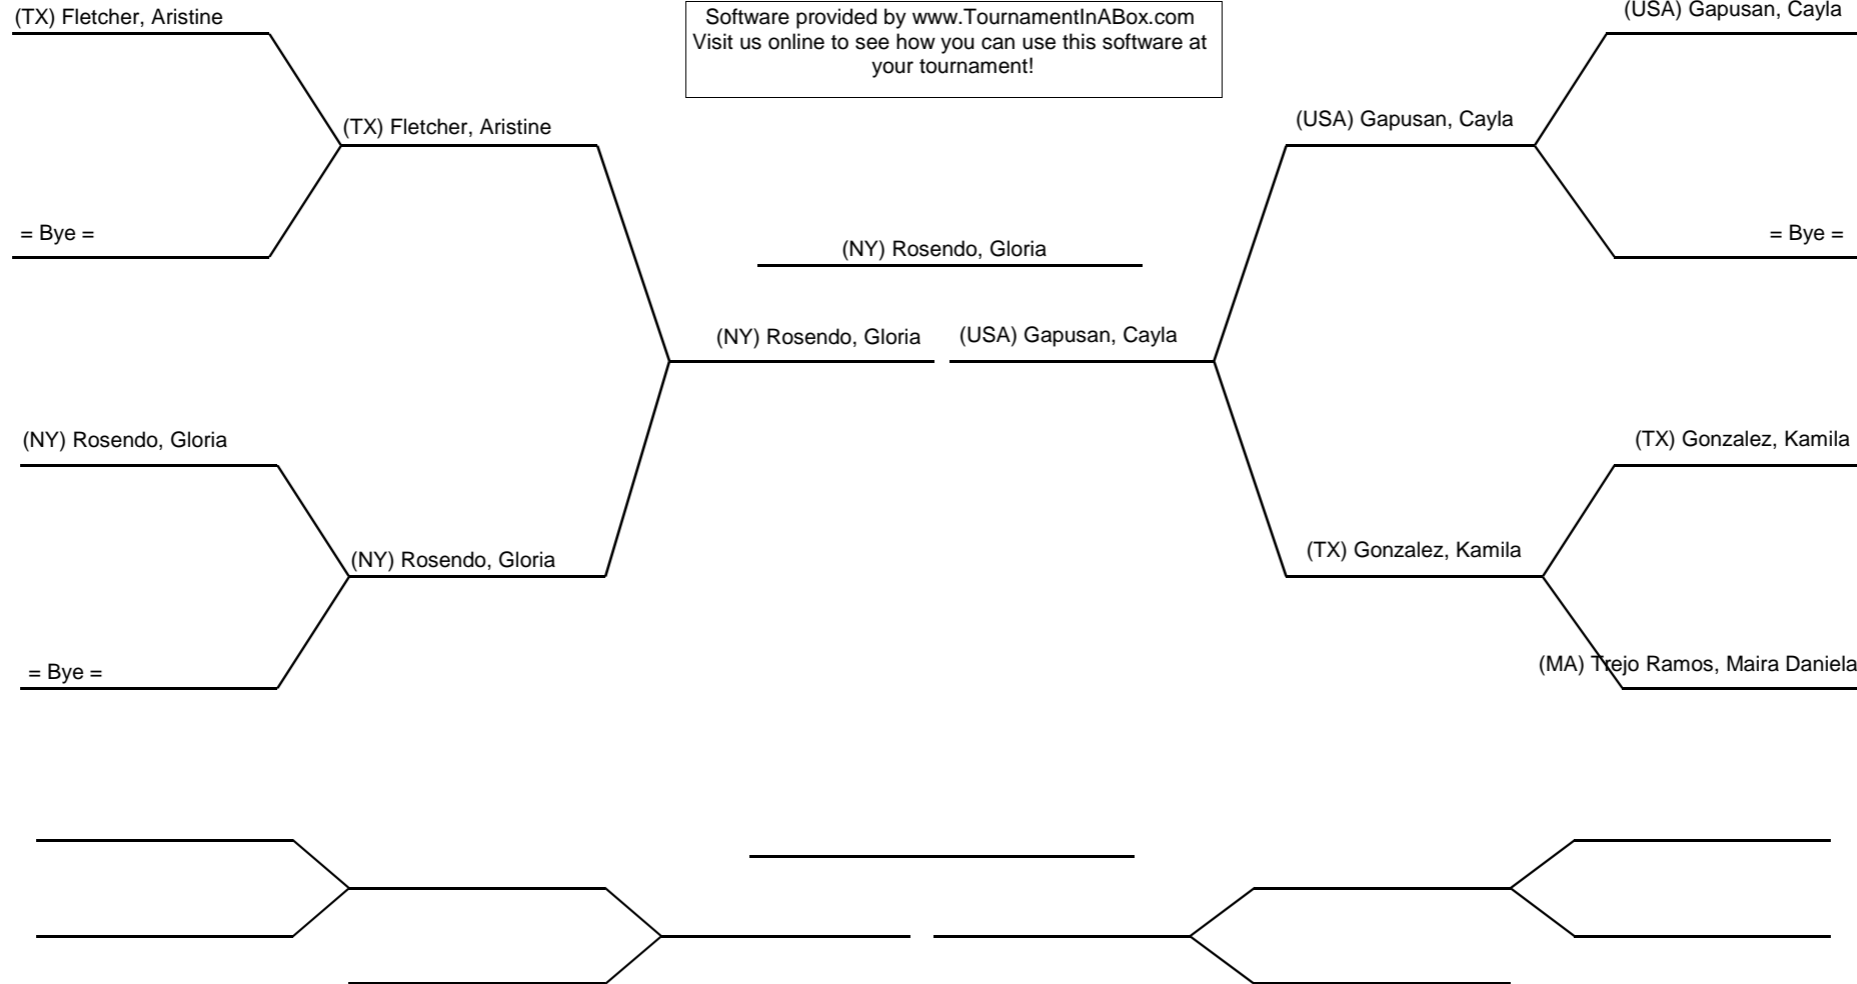 (TX) Fletcher, Aristine
Software provided by www.TournamentInABox.com
Visit us online to see how you can use this software at
your tournament!
(USA) Gapusan, Cayla
(TX) Fletcher, Aristine
(USA) Gapusan, Cayla
= Bye =
= Bye =
(NY) Rosendo, Gloria
(NY) Rosendo, Gloria
(USA) Gapusan, Cayla
(NY) Rosendo, Gloria
(TX) Gonzalez, Kamila
(NY) Rosendo, Gloria
(TX) Gonzalez, Kamila
= Bye =
(MA) Trejo Ramos, Maira Daniela